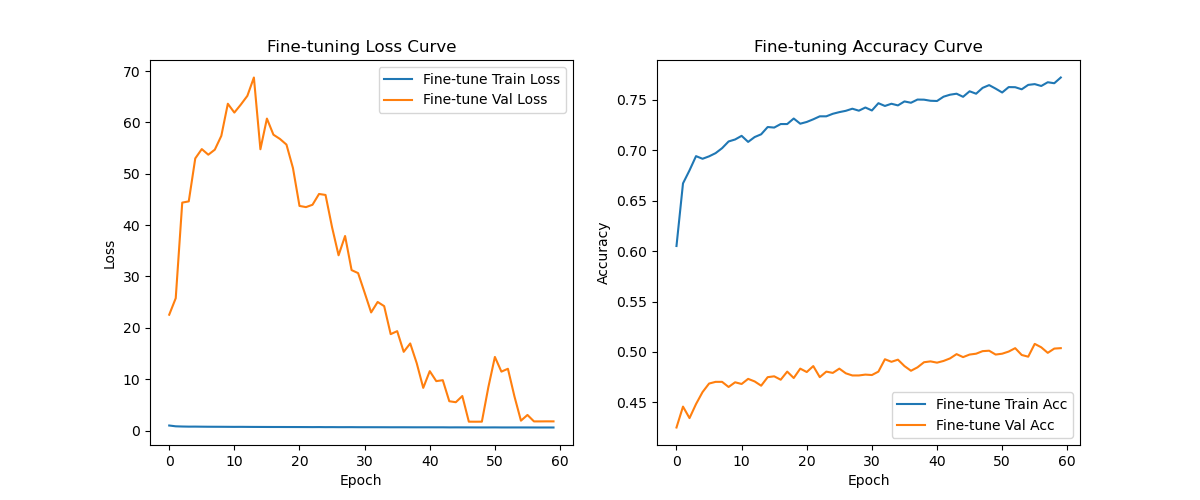 Fine-tuning Loss Curve
Fine-tune Train Loss
Fine-tune Val Loss
70
60
50
40
30
20
10
0
Loss
0 10 20 30 40 50 60
Epoch
Fine-tuning Accuracy Curve
0.75
0.70
0.65
0.60
0.55
0.50
0.45
Accuracy
Fine-tune Train Acc
Fine-tune Val Acc
0 10 20 30 40 50 60
Epoch